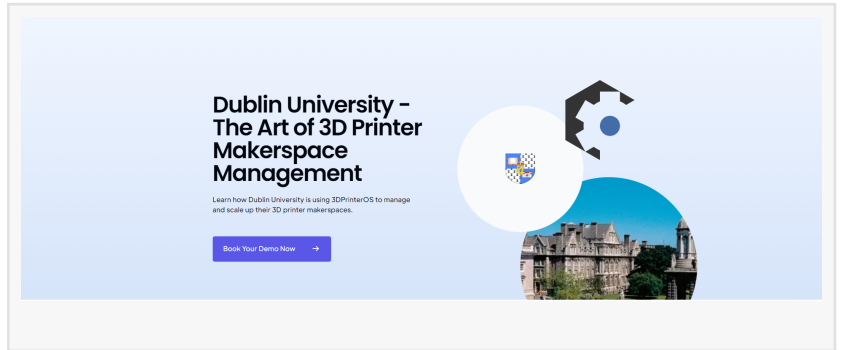 Dublin University -
The Art of 3D Printer
Makerspace
Management
Learn how Dublin University is using 3DPrinterOS to manage
and scale up their 3D printer makerspaces.
Book Your Demo Now